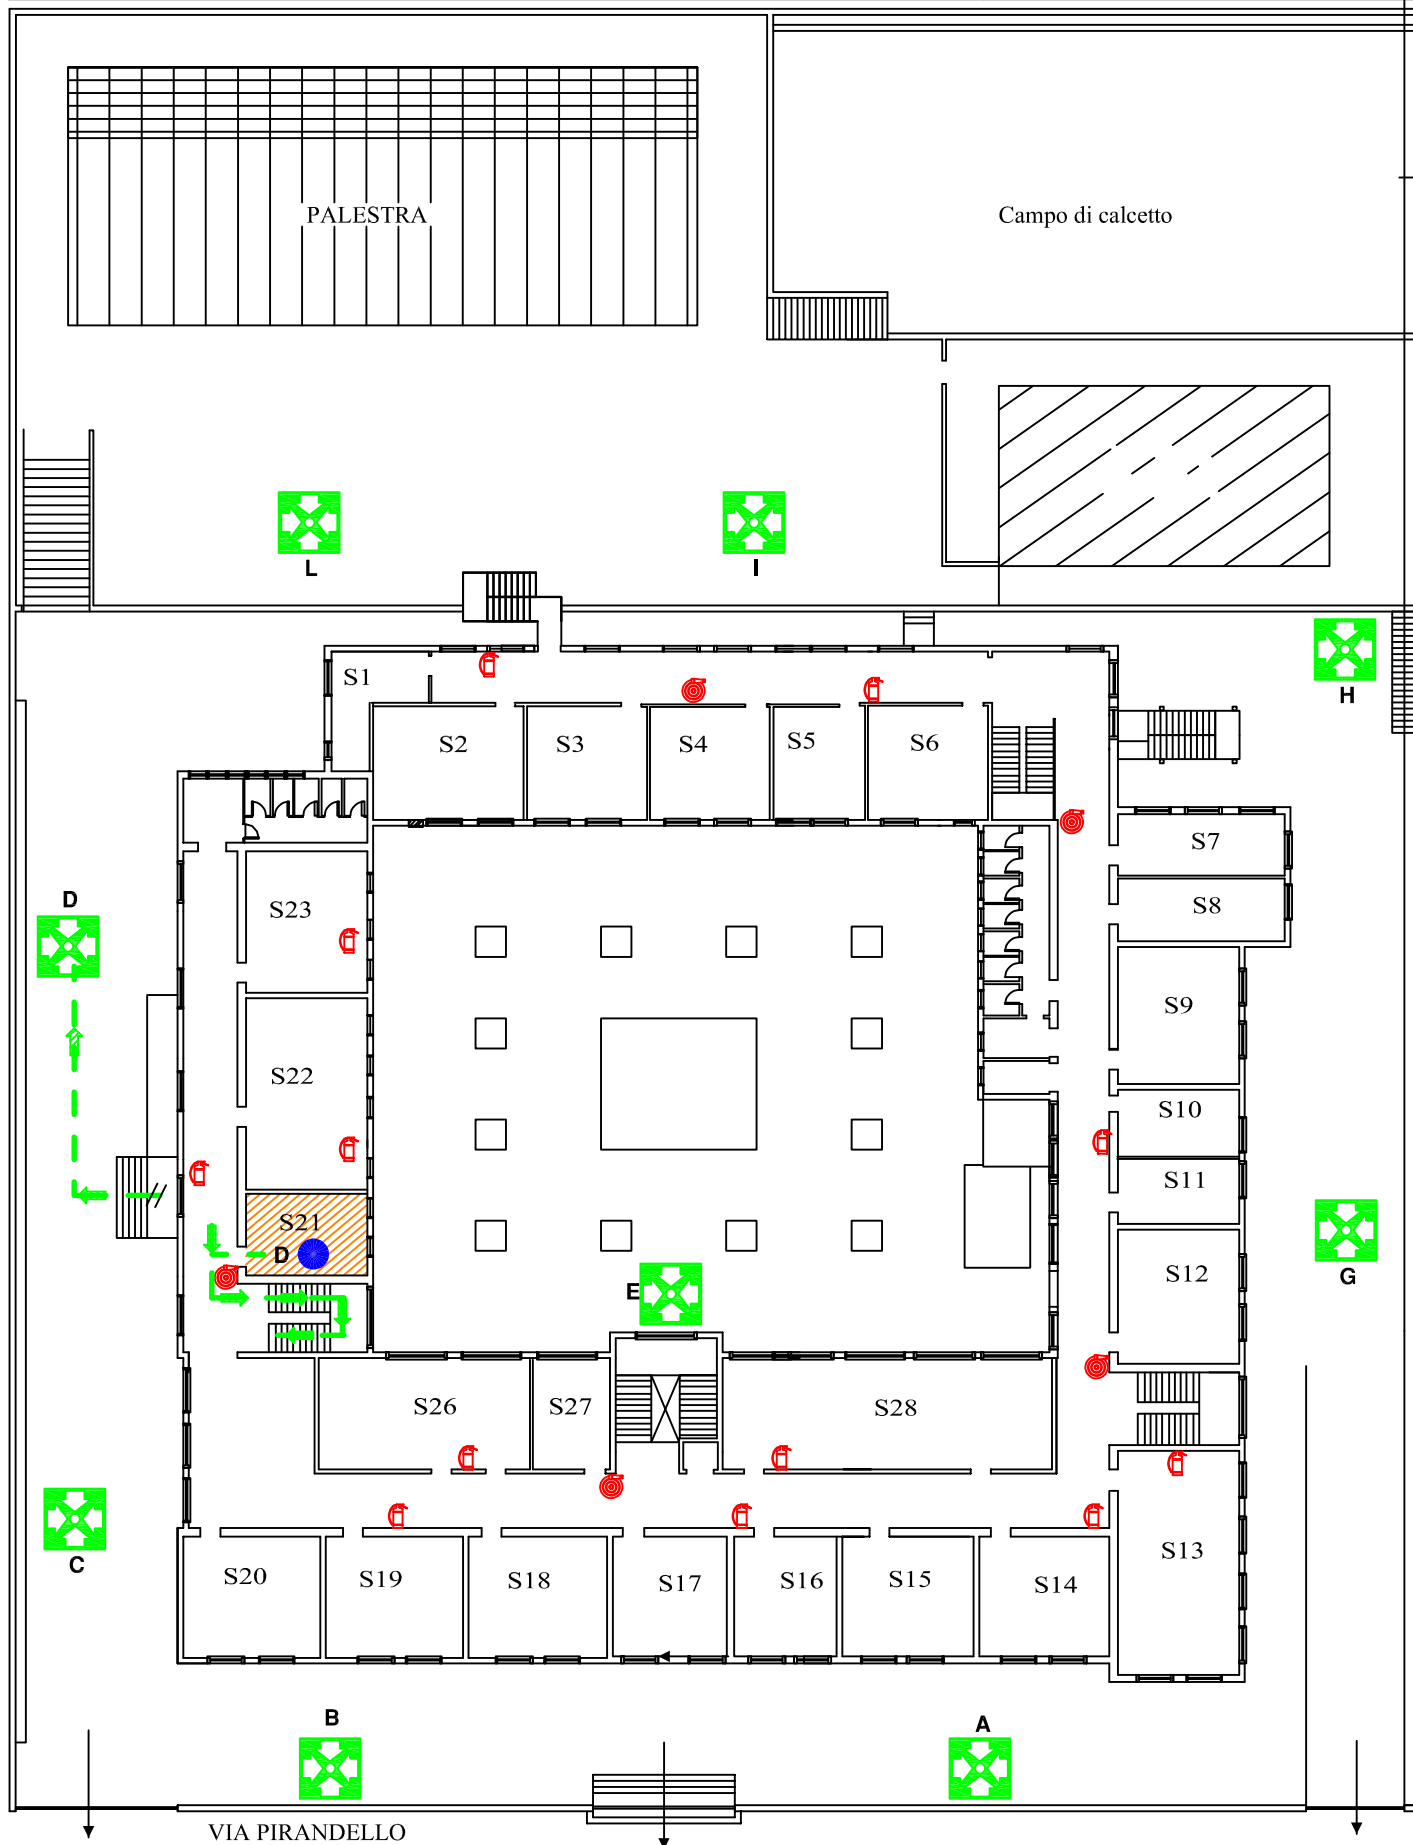 PALESTRA
Campo di calcetto
L
I
H
S1
S2
S3
S4
S5
S6
S7
S8
S23
D
S9
S22
S10
S11
S21
D
S12
G
E
S26
S27
S28
C
S20
S19
S18
S17
S16
S15
S14
S13
B
A
VIA PIRANDELLO